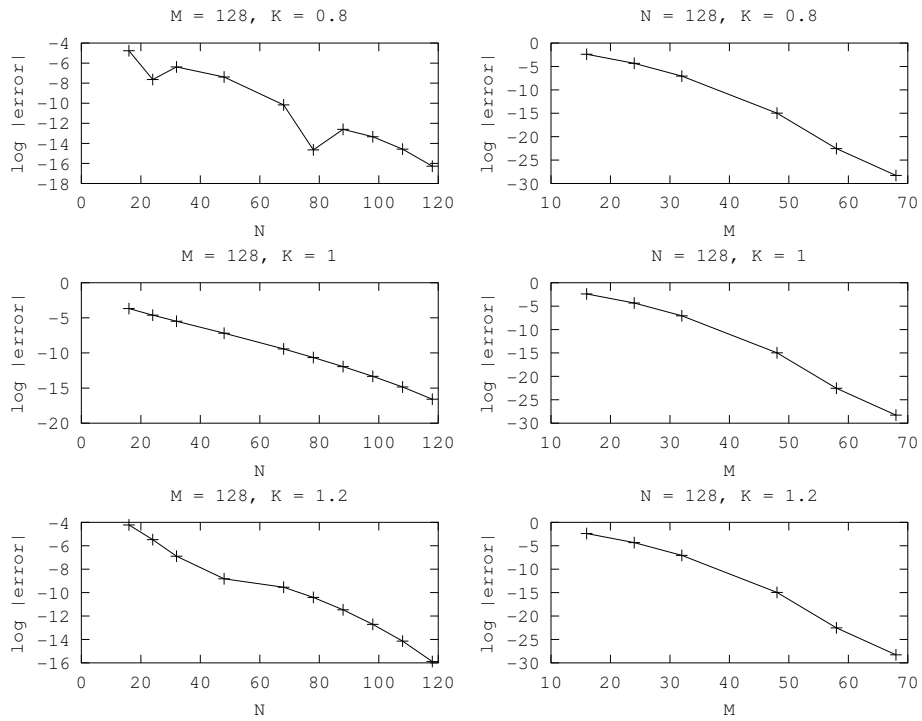 M = 128, K = 0.8
-4
-6
-8
-10
-12
-14
-16
-18
log |error|
0 20 40 60 80 100 120
N
N = 128, K = 0.8
0
-5
-10
-15
-20
-25
-30
log |error|
10 20 30 40 50 60 70
M
M = 128, K = 1
0
-5
-10
-15
-20
log |error|
0 20 40 60 80 100 120
N
N = 128, K = 1
0
-5
-10
-15
-20
-25
-30
log |error|
10 20 30 40 50 60 70
M
M = 128, K = 1.2
-4
-6
-8
-10
-12
-14
-16
log |error|
0 20 40 60 80 100 120
N
N = 128, K = 1.2
0
-5
-10
-15
-20
-25
-30
log |error|
10 20 30 40 50 60 70
M